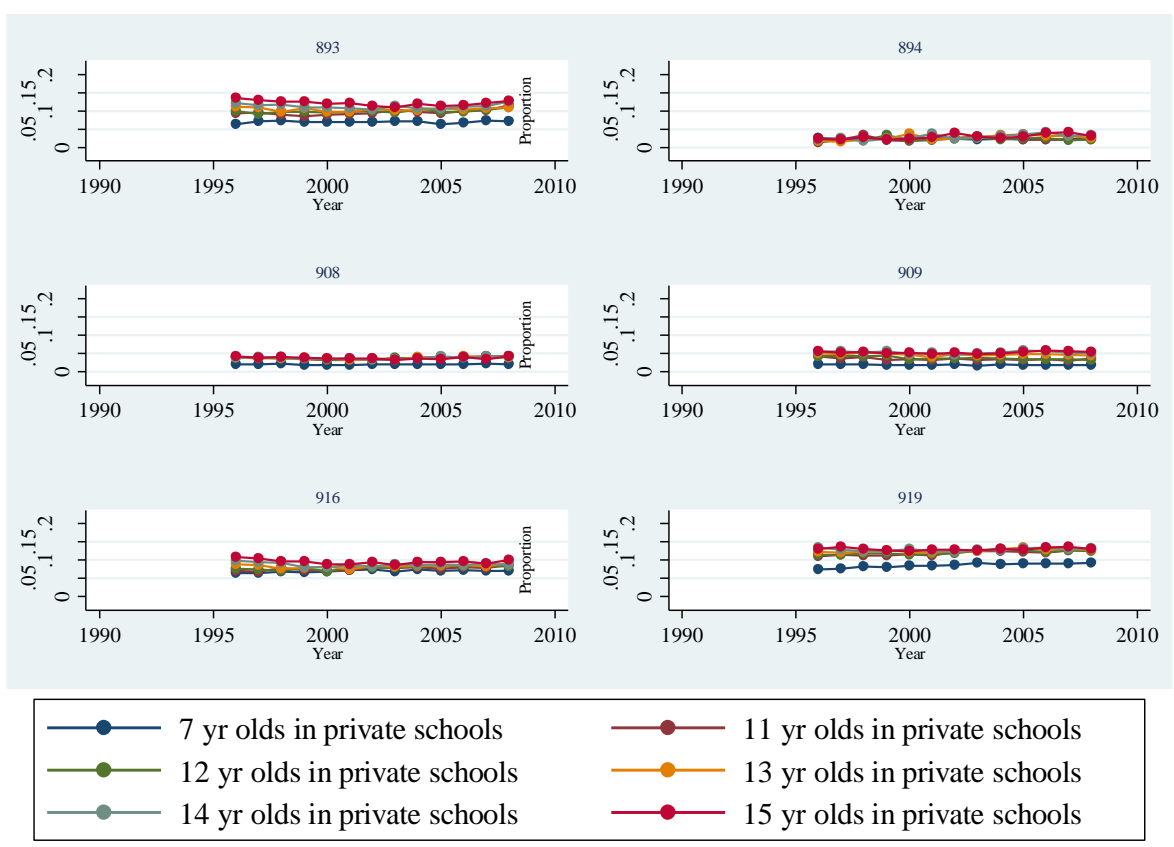 893 894
0 .05 .1 .15 .2 Proportion 0 .05 .1 .15 .2
1990 1995 2000 2005 2010 1990 1995 2000 2005 2010
Year Year
908 909
0 .05 .1 .15 .2 Proportion 0 .05 .1 .15 .2
1990 1995 2000 2005 2010 1990 1995 2000 2005 2010
Year Year
916 919
0 .05 .1 .15 .2 Proportion 0 .05 .1 .15 .2
1990 1995 2000 2005 2010 1990 1995 2000 2005 2010
Year Year
7 yr olds in private schools 11 yr olds in private schools
12 yr olds in private schools 13 yr olds in private schools
14 yr olds in private schools 15 yr olds in private schools